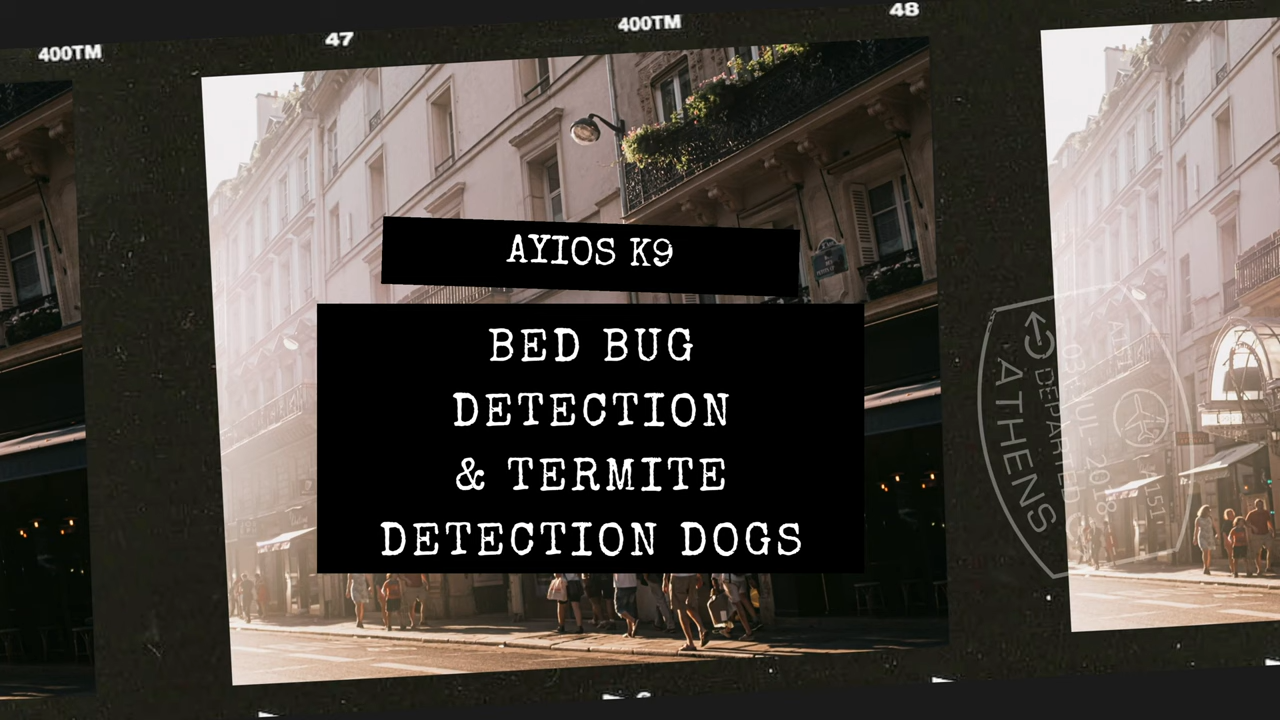 400TM
47
400TM
48
AYIOS K9
BED BUG
DETECTION
& TERMITE
DETECTION DOGS
DEPARTED
ATHENS